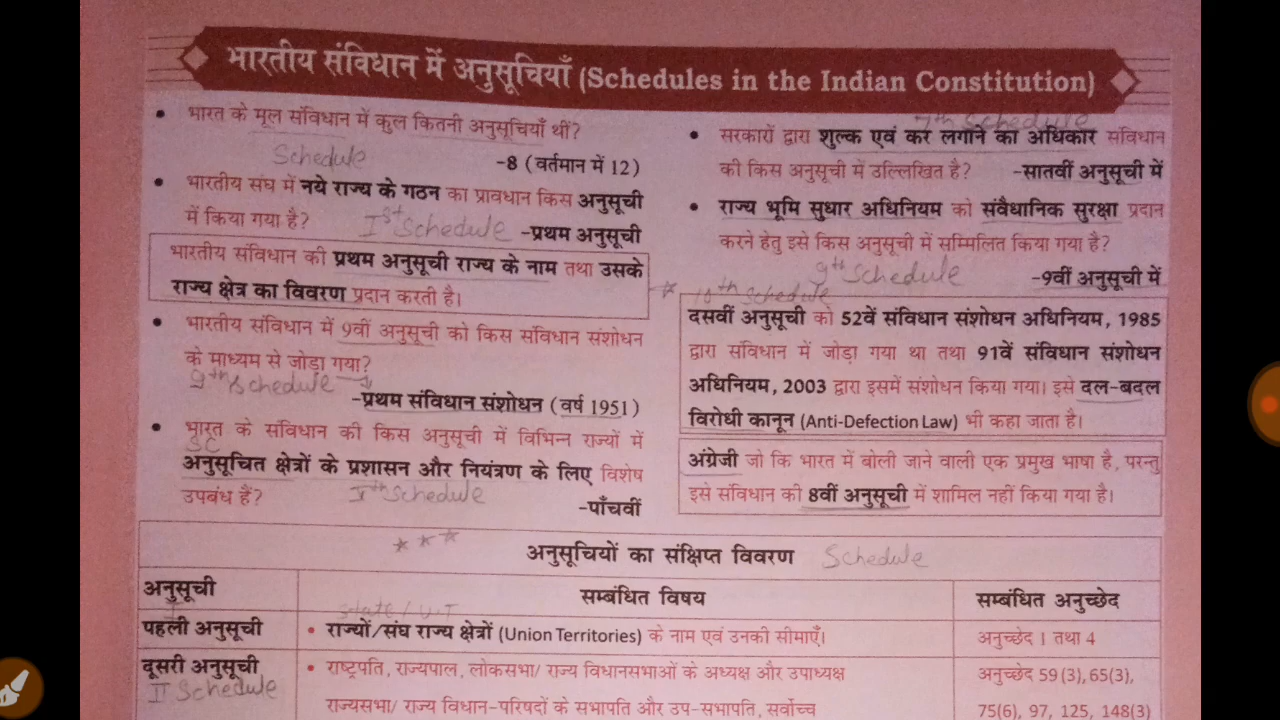 भारतीय संविधान में अनुसूचियाँ (Schedules in the Indian Constitution)
• भारत के मूल संविधान में कुल कितनी अनुसूचियाँ थीं?
Schedule
-8 (वर्तमान में 12)
• भारतीय संघ में नये राज्य के गठन का प्रावधान किस अनुसूची
में किया गया है? Ist Schedule -प्रथम अनुसूची
भारतीय संविधान की प्रथम अनुसूची राज्य के नाम तथा उसके
राज्य क्षेत्र का विवरण प्रदान करती है।
• भारतीय संविधान में 9वीं अनुसूची को किस संविधान संशोधन
के माध्यम से जोड़ा गया?
9th Schedule
-प्रथम संविधान संशोधन (वर्ष 1951)
• भारत के संविधान की किस अनुसूची में विभिन्न राज्यों में
SC
अनुसूचित क्षेत्रों के प्रशासन और नियंत्रण के लिए विशेष
उपबंध हैं? Vth Schedule
-पाँचवीं
7th Schedule
• सरकारों द्वारा शुल्क एवं कर लगाने का अधिकार संविधान
की किस अनुसूची में उल्लिखित है? -सातवीं अनुसूची में
• राज्य भूमि सुधार अधिनियम को संवैधानिक सुरक्षा प्रदान
करने हेतु इसे किस अनुसूची में सम्मिलित किया गया है?
9th Schedule
-9वीं अनुसूची में
10th Schedule
दसवीं अनुसूची को 52वें संविधान संशोधन अधिनियम, 1985
द्वारा संविधान में जोड़ा गया था तथा 91वें संविधान संशोधन
अधिनियम, 2003 द्वारा इसमें संशोधन किया गया। इसे दल-बदल
विरोधी कानून (Anti-Defection Law) भी कहा जाता है।
अंग्रेजी जो कि भारत में बोली जाने वाली एक प्रमुख भाषा है, परन्तु
इसे संविधान की 8वीं अनुसूची में शामिल नहीं किया गया है।
अनुसूचियों का संक्षिप्त विवरण Schedule
अनुसूची सम्बंधित विषय सम्बंधित अनुच्छेद
I State / U.T
पहली अनुसूची • राज्यों/संघ राज्य क्षेत्रों (Union Territories) के नाम एवं उनकी सीमाएँ। अनुच्छेद 1 तथा 4
दूसरी अनुसूची • राष्ट्रपति, राज्यपाल, लोकसभा/ राज्य विधानसभाओं के अध्यक्ष और उपाध्यक्ष अनुच्छेद 59 (3), 65(3),
II Schedule राज्यसभा/ राज्य विधान-परिषदों के सभापति और उप-सभापति, सर्वोच्च 75(6), 97, 125, 148(3)